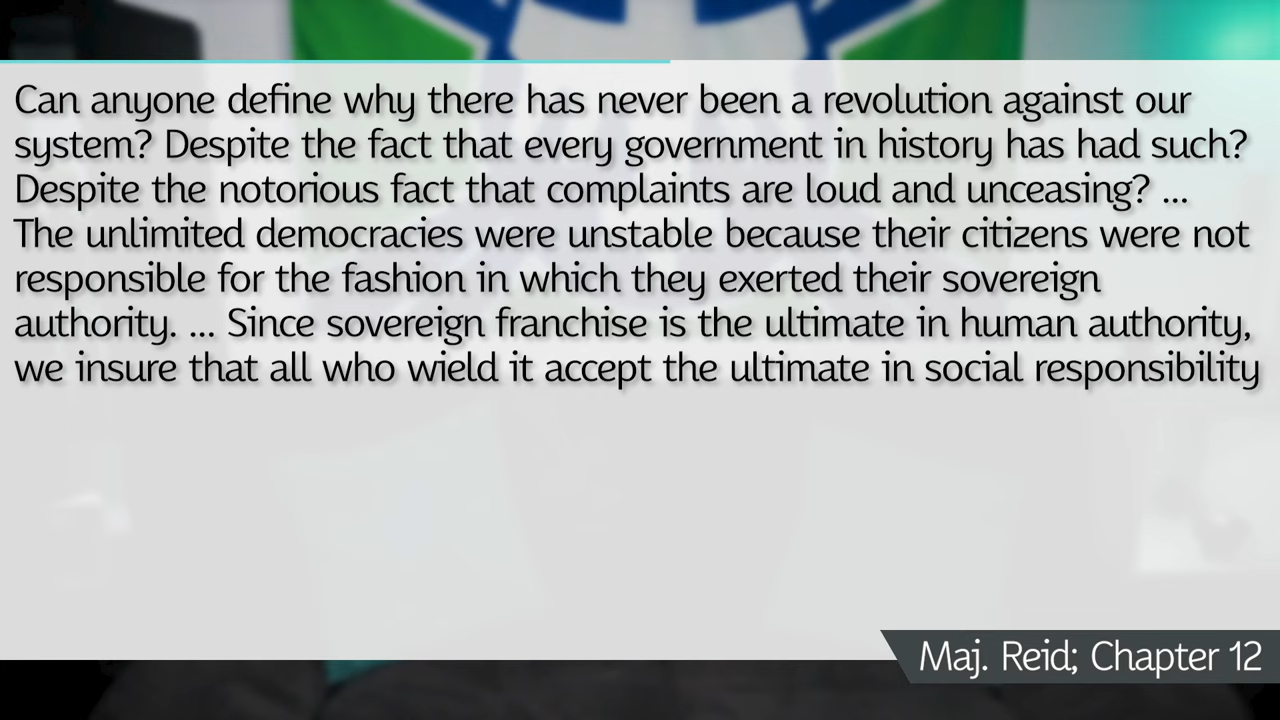 Can anyone define why there has never been a revolution against our
system? Despite the fact that every government in history has had such?
Despite the notorious fact that complaints are loud and unceasing? ...
The unlimited democracies were unstable because their citizens were not
responsible for the fashion in which they exerted their sovereign
authority. ... Since sovereign franchise is the ultimate in human authority,
we insure that all who wield it accept the ultimate in social responsibility
Maj. Reid; Chapter 12